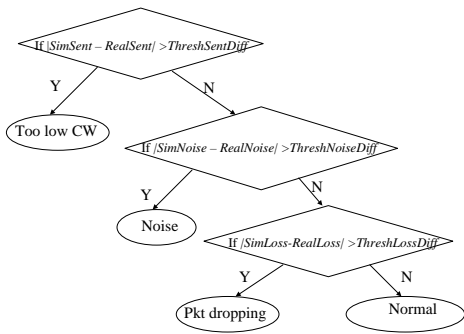 If |SimSent – RealSent| >ThreshSentDiff
Y
N
Too low CW
If |SimNoise – RealNoise| >ThreshNoiseDiff
Y
N
Noise
If |SimLoss-RealLoss| >ThreshLossDiff
Y
N
Pkt dropping
Normal